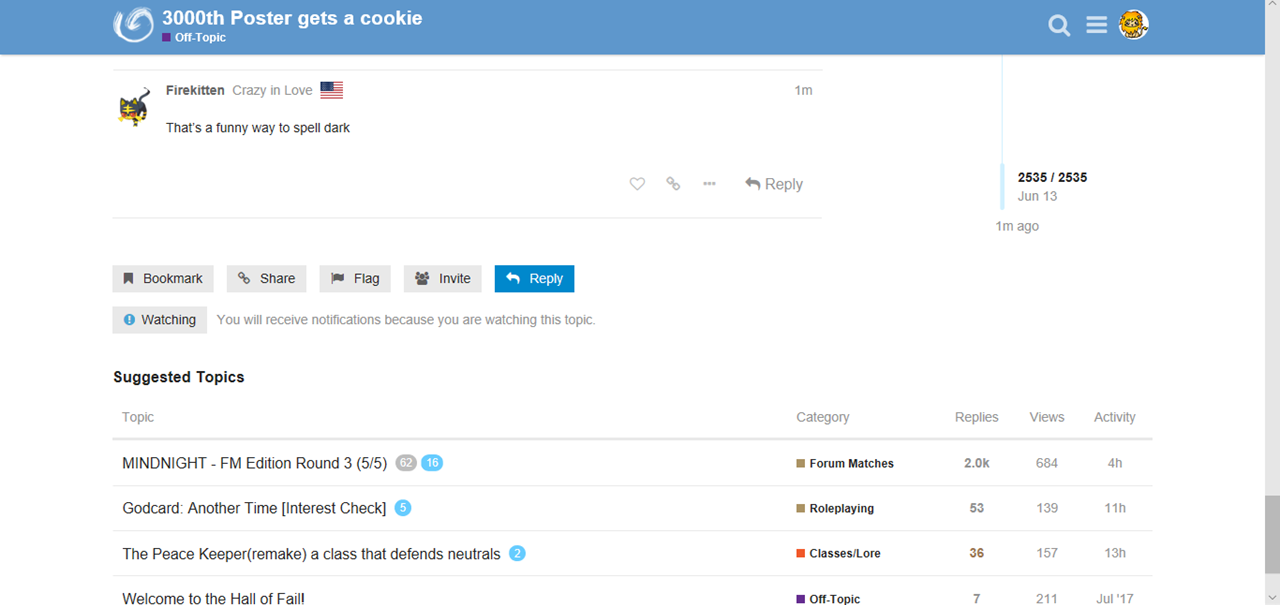 3000th Poster gets a cookie
Off-Topic
Firekitten Crazy in Love 1m
That's a funny way to spell dark
Reply
2535 / 2535
Jun 13
1m ago
Bookmark Share Flag Invite Reply
Watching You will receive notifications because you are watching this topic.
Suggested Topics
Topic Category Replies Views Activity
MINDNIGHT - FM Edition Round 3 (5/5) 62 16 Forum Matches 2.0k 684 4h
Godcard: Another Time [Interest Check] 5 Roleplaying 53 139 11h
The Peace Keeper(remake) a class that defends neutrals 2 Classes/Lore 36 157 13h
Welcome to the Hall of Fail! Off-Topic 7 211 Jul '17